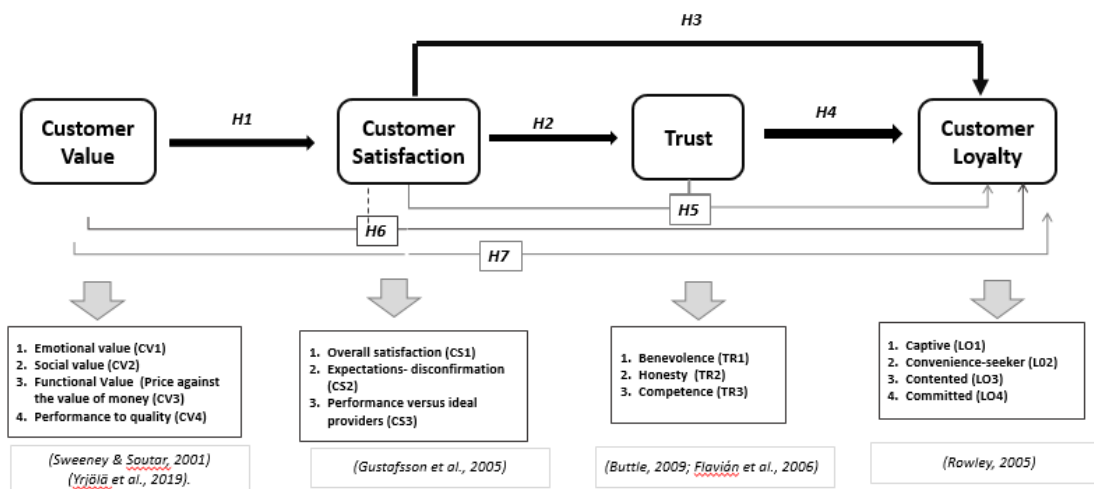 H3
Customer
Value
H1
Customer
Satisfaction
H2
Trust
H4
Customer
Loyalty
H5
H6
H7
1. Emotional value (CV1)
2. Social value (CV2)
3. Functional Value (Price against
the value of money (CV3)
4. Performance to quality (CV4)
1. Overall satisfaction (CS1)
2. Expectations- disconfirmation
(CS2)
3. Performance versus ideal
providers (CS3)
1. Benevolence (TR1)
2. Honesty (TR2)
3. Competence (TR3)
1. Captive (LO1)
2. Convenience-seeker (L02)
3. Contented (LO3)
4. Committed (LO4)
(Sweeney & Soutar, 2001)
(Yrjölä et al., 2019).
(Gustafsson et al., 2005)
(Buttle, 2009; Flavián et al., 2006)
(Rowley, 2005)